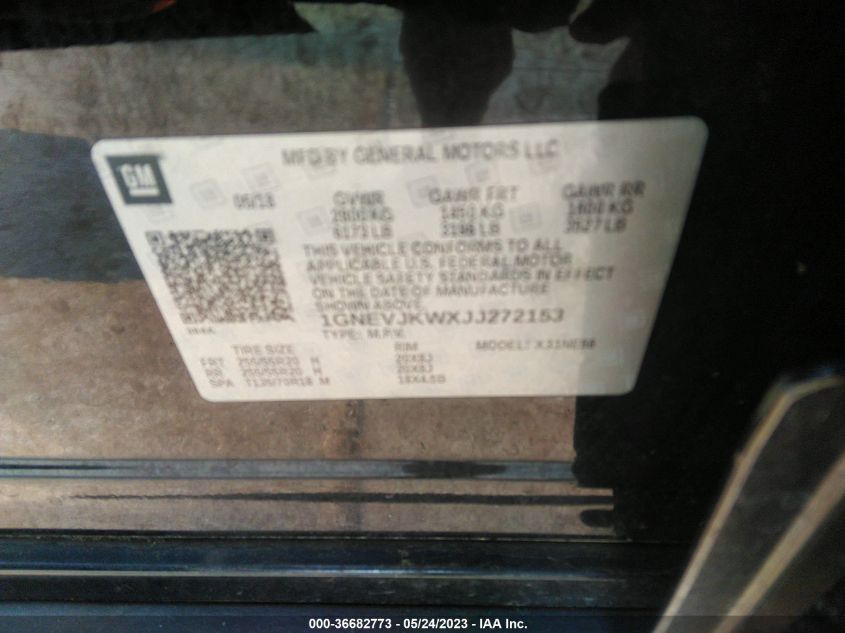 MFD BY GENERAL MOTORS LLC
GM
05/18 GVWR GAWR FRT GAWR RR
2800 KG 1450 KG 1600 KG
6173 LB 3196 LB 3527 LB
THIS VEHICLE CONFORMS TO ALL
APPLICABLE U.S. FEDERAL MOTOR
VEHICLE SAFETY STANDARDS IN EFFECT
ON THE DATE OF MANUFACTURE
SHOWN ABOVE.
1GNEVJKWXJJ272153
TYPE: M.P.V.
TIRE SIZE RIM MODEL:
FRT 255/55R20 H 20X8J
RR 255/55R20 H 20X8J
SPA T135/70R18 M 18X4.5B
000-36682773 - 05/24/2023 - IAA Inc.